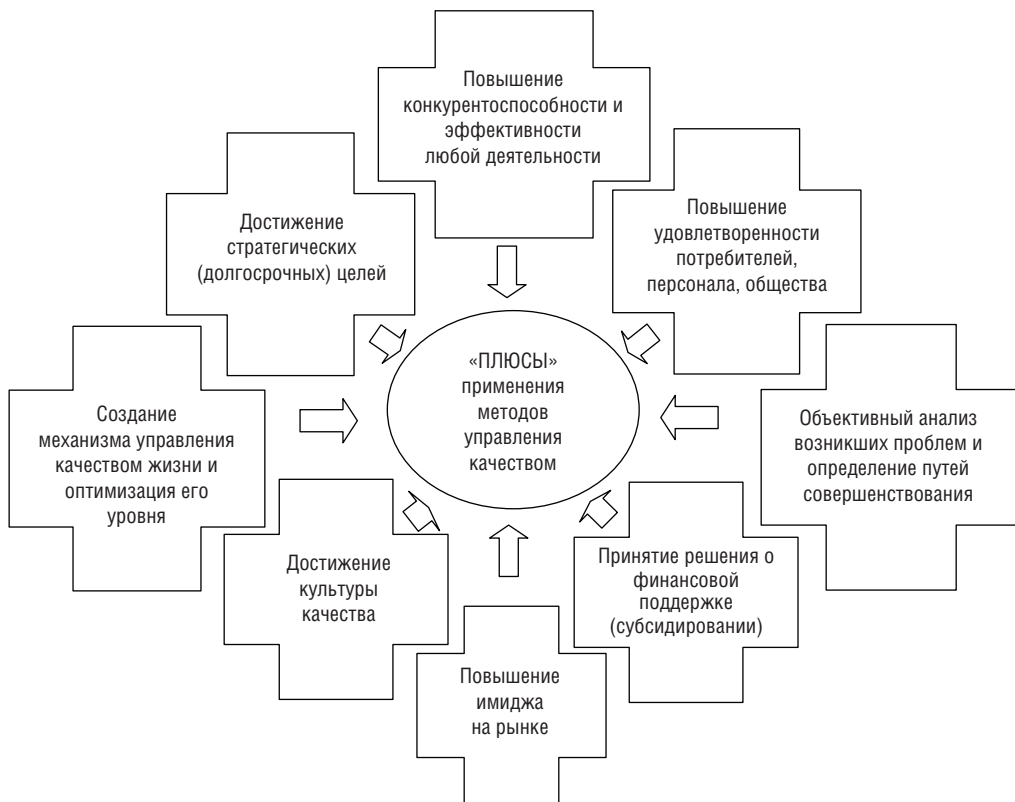 Повышение
конкурентоспособности и
эффективности
любой деятельности
Достижение
стратегических
(долгосрочных) целей
Повышение
удовлетворенности
потребителей,
персонала, общества
«ПЛЮСЫ»
применения
методов
управления
качеством
Создание
механизма управления
качеством жизни и
оптимизация его
уровня
Объективный анализ
возникших проблем и
определение путей
совершенствования
Достижение
культуры
качества
Принятие решения о
финансовой
поддержке
(субсидировании)
Повышение
имиджа
на рынке